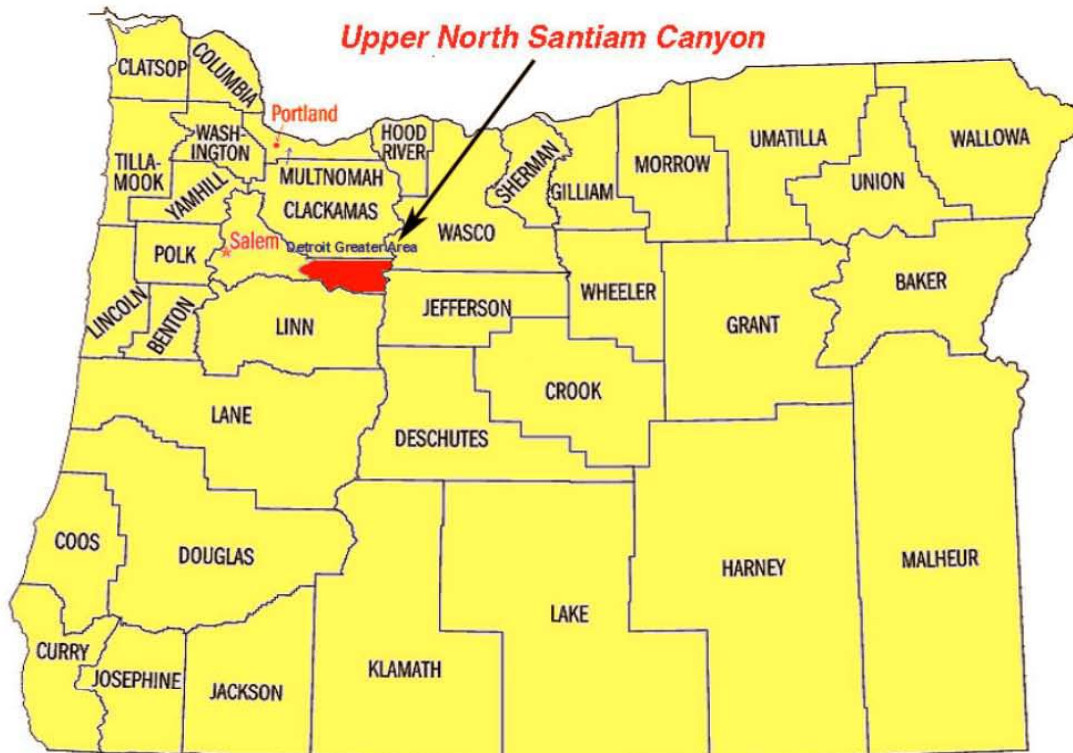 Upper North Santiam Canyon
CLATSOP
COLUMBIA
Portland
WASH-
INGTON
HOOD
RIVER
TILLA-
MOOK
MULTNOMAH
YAMHILL
CLACKAMAS
SHERMAN
GILLIAM
MORROW
UMATILLA
UNION
WALLOWA
WASCO
POLK
Salem
Detroit Greater Area
LINCOLN
BENTON
LINN
JEFFERSON
WHEELER
GRANT
BAKER
LANE
DESCHUTES
CROOK
COOS
DOUGLAS
HARNEY
MALHEUR
LAKE
CURRY
JOSEPHINE
JACKSON
KLAMATH